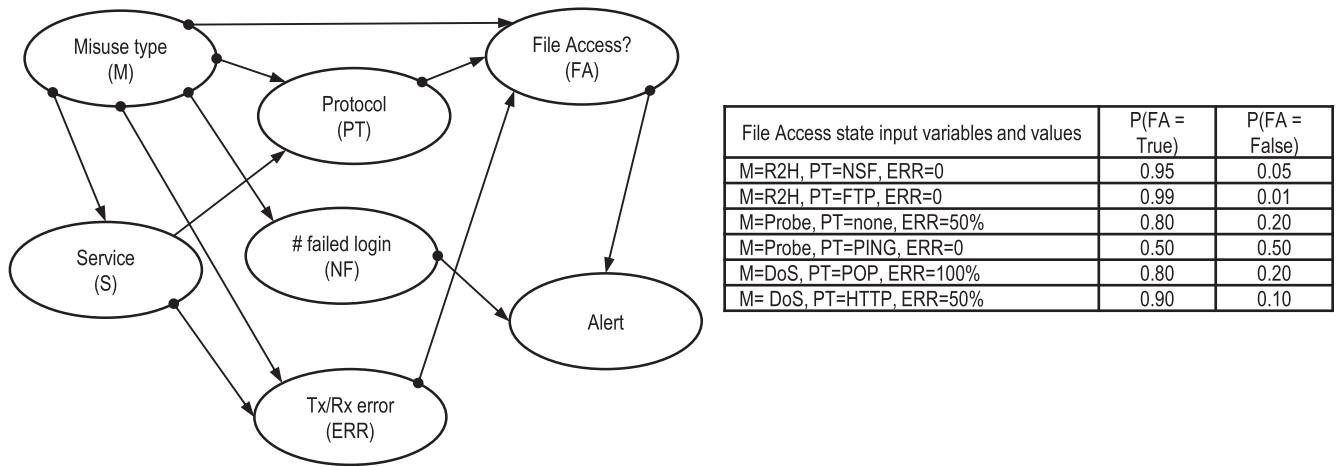 Misuse type
(M)
File Access?
(FA)
Protocol
(PT)
Service
(S)
# failed login
(NF)
Alert
Tx/Rx error
(ERR)
File Access state input variables and values
P(FA =
True)
P(FA =
False)
M=R2H, PT=NSF, ERR=0 0.95 0.05
M=R2H, PT=FTP, ERR=0 0.99 0.01
M=Probe, PT=none, ERR=50% 0.80 0.20
M=Probe, PT=PING, ERR=0 0.50 0.50
M=DoS, PT=POP, ERR=100% 0.80 0.20
M= DoS, PT=HTTP, ERR=50% 0.90 0.10